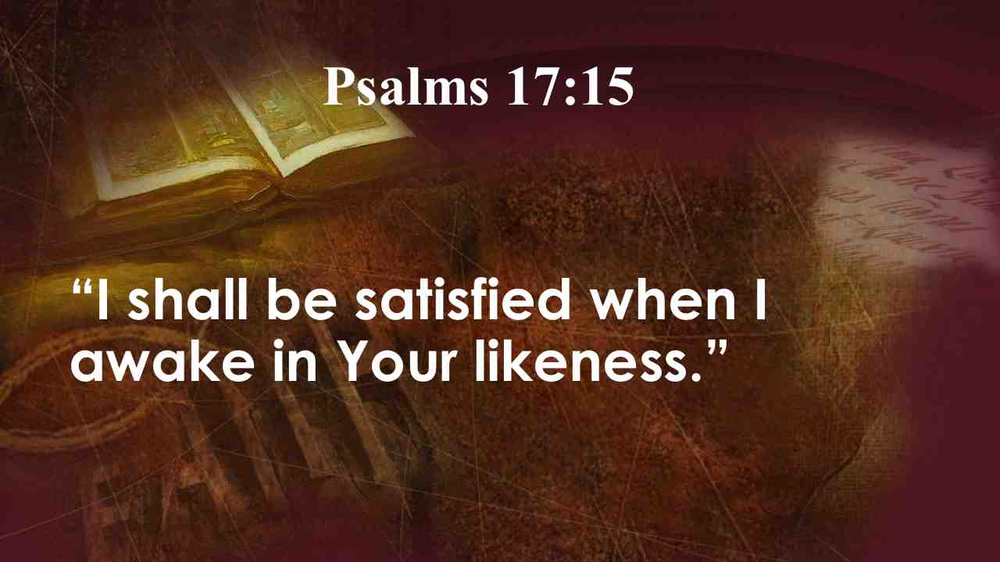 Psalms 17:15
“I shall be satisfied when I
awake in Your likeness.”